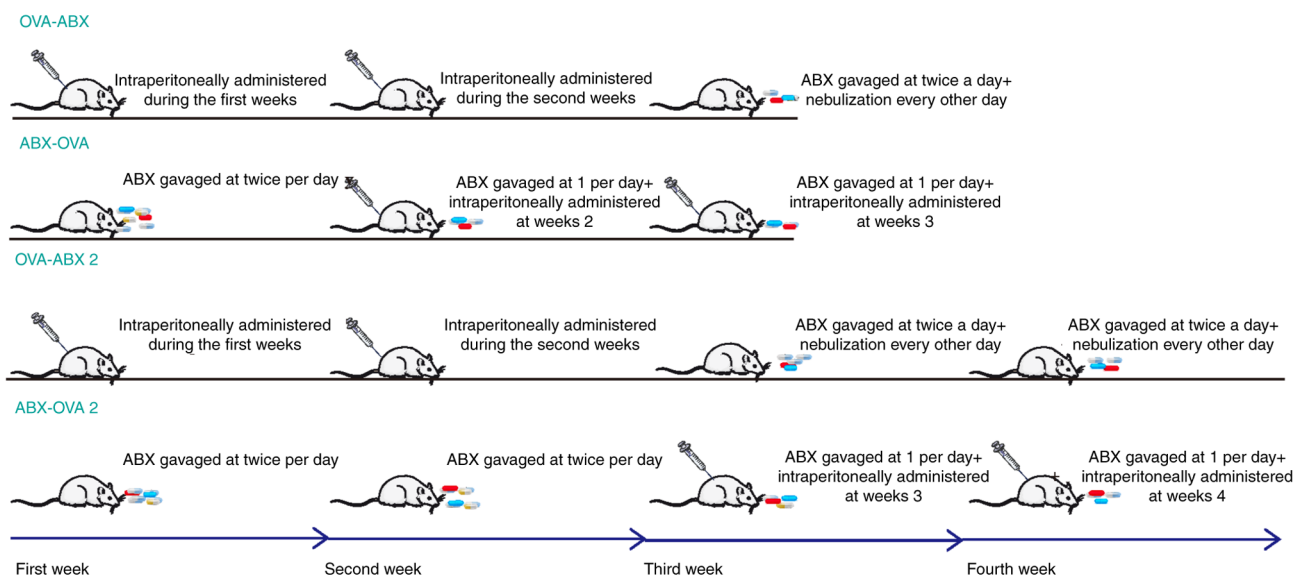 OVA-ABX
Intraperitoneally administered
during the first weeks
Intraperitoneally administered
during the second weeks
ABX gavaged at twice a day+
nebulization every other day
ABX-OVA
ABX gavaged at twice per day
ABX gavaged at 1 per day+
intraperitoneally administered
at weeks 2
ABX gavaged at 1 per day+
intraperitoneally administered
at weeks 3
OVA-ABX 2
Intraperitoneally administered
during the first weeks
Intraperitoneally administered
during the second weeks
ABX gavaged at twice a day+
nebulization every other day
ABX gavaged at twice a day+
nebulization every other day
ABX-OVA 2
ABX gavaged at twice per day
ABX gavaged at twice per day
ABX gavaged at 1 per day+
intraperitoneally administered
at weeks 3
ABX gavaged at 1 per day+
intraperitoneally administered
at weeks 4
First week
Second week
Third week
Fourth week